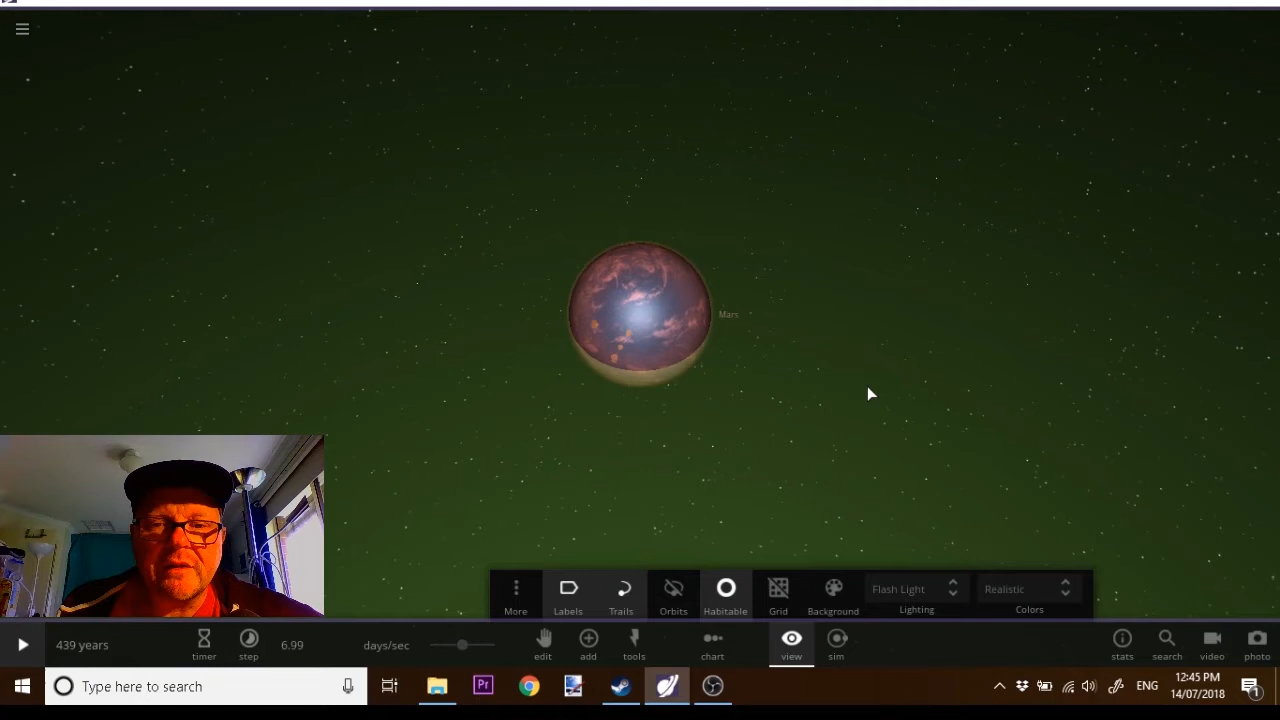 Mars
Flash Light
Realistic
More
Labels
Trails
Orbits
Habitable
Grid
Background
Lighting
Colors
439 years
timer
step
6.99
days/sec
edit
add
tools
chart
view
sim
stats
search
video
photo
Type here to search
Pr
ENG
12:45 PM
14/07/2018
1